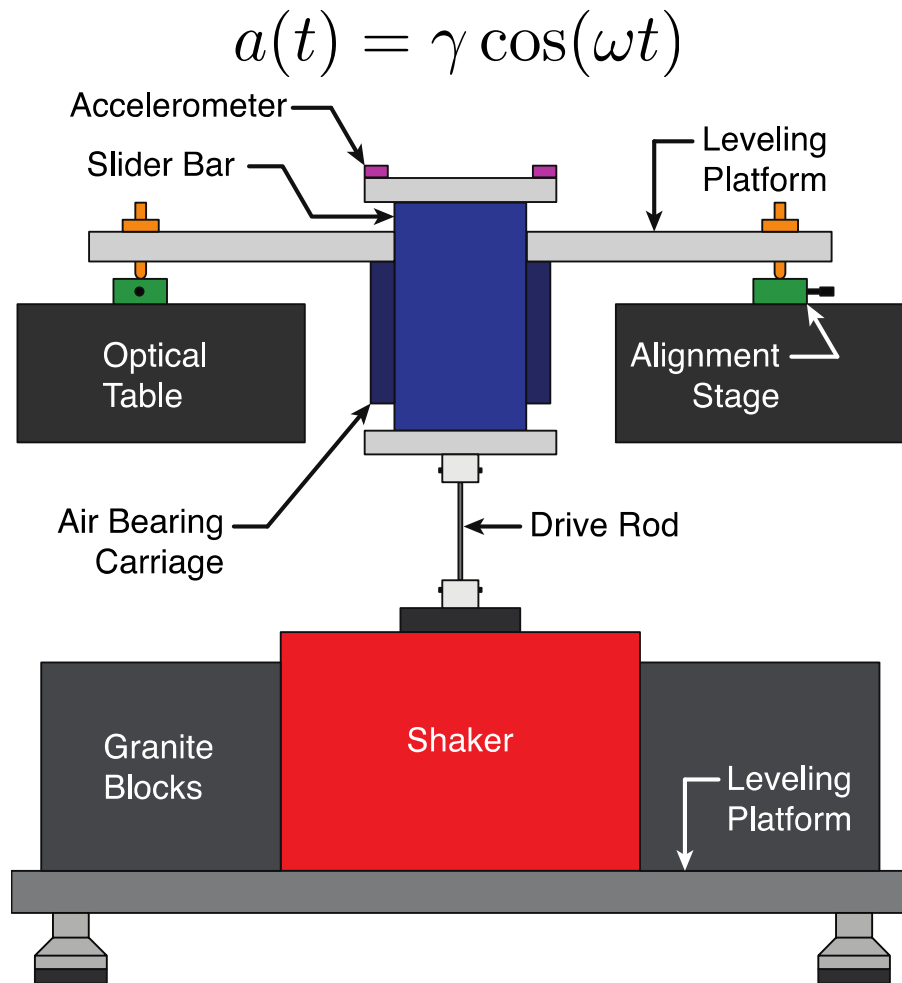 a(t) = γ cos(ωt)
Accelerometer
Slider Bar
Leveling
Platform
Optical
Table
Alignment
Stage
Air Bearing
Carriage
Drive Rod
Granite
Blocks
Shaker
Leveling
Platform